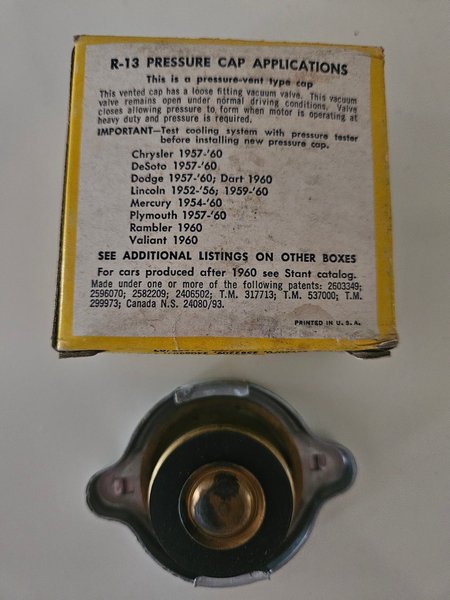 R-13 PRESSURE CAP APPLICATIONS
This is a pressure-vent type cap
This vented cap has a loose fitting vacuum valve. This vacuum
valve remains open under normal driving conditions. Valve
closes allowing pressure to form when motor is operating at
heavy duty and pressure is required.
IMPORTANT—Test cooling system with pressure tester
before installing new pressure cap.
Chrysler 1957-'60
DeSoto 1957-'60
Dodge 1957-'60; Dart 1960
Lincoln 1952-'56; 1959-'60
Mercury 1954-'60
Plymouth 1957-'60
Rambler 1960
Valiant 1960
SEE ADDITIONAL LISTINGS ON OTHER BOXES
For cars produced after 1960 see Stant catalog.
Made under one or more of the following patents: 2603349;
2596070; 2582209; 2406502; T.M. 317713; T.M. 537000; T.M.
299973; Canada N.S. 24080/93.
PRINTED IN U.S.A.